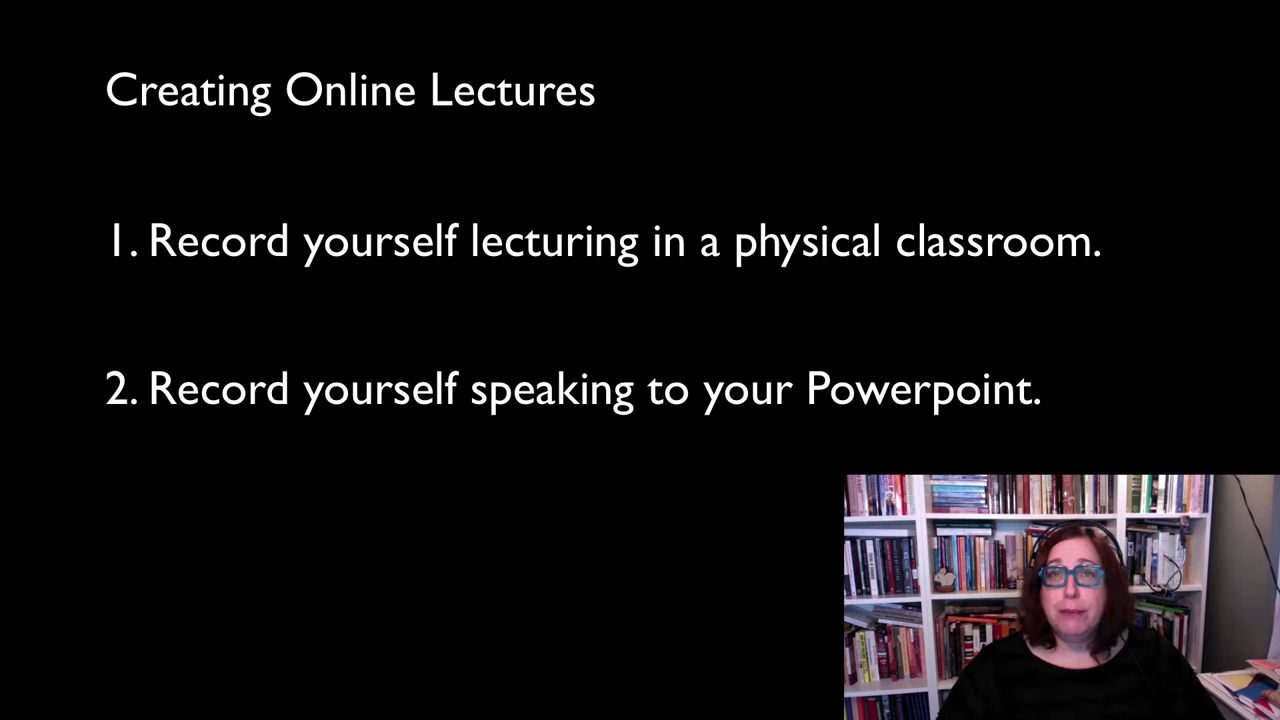 Creating Online Lectures
1. Record yourself lecturing in a physical classroom.
2. Record yourself speaking to your Powerpoint.